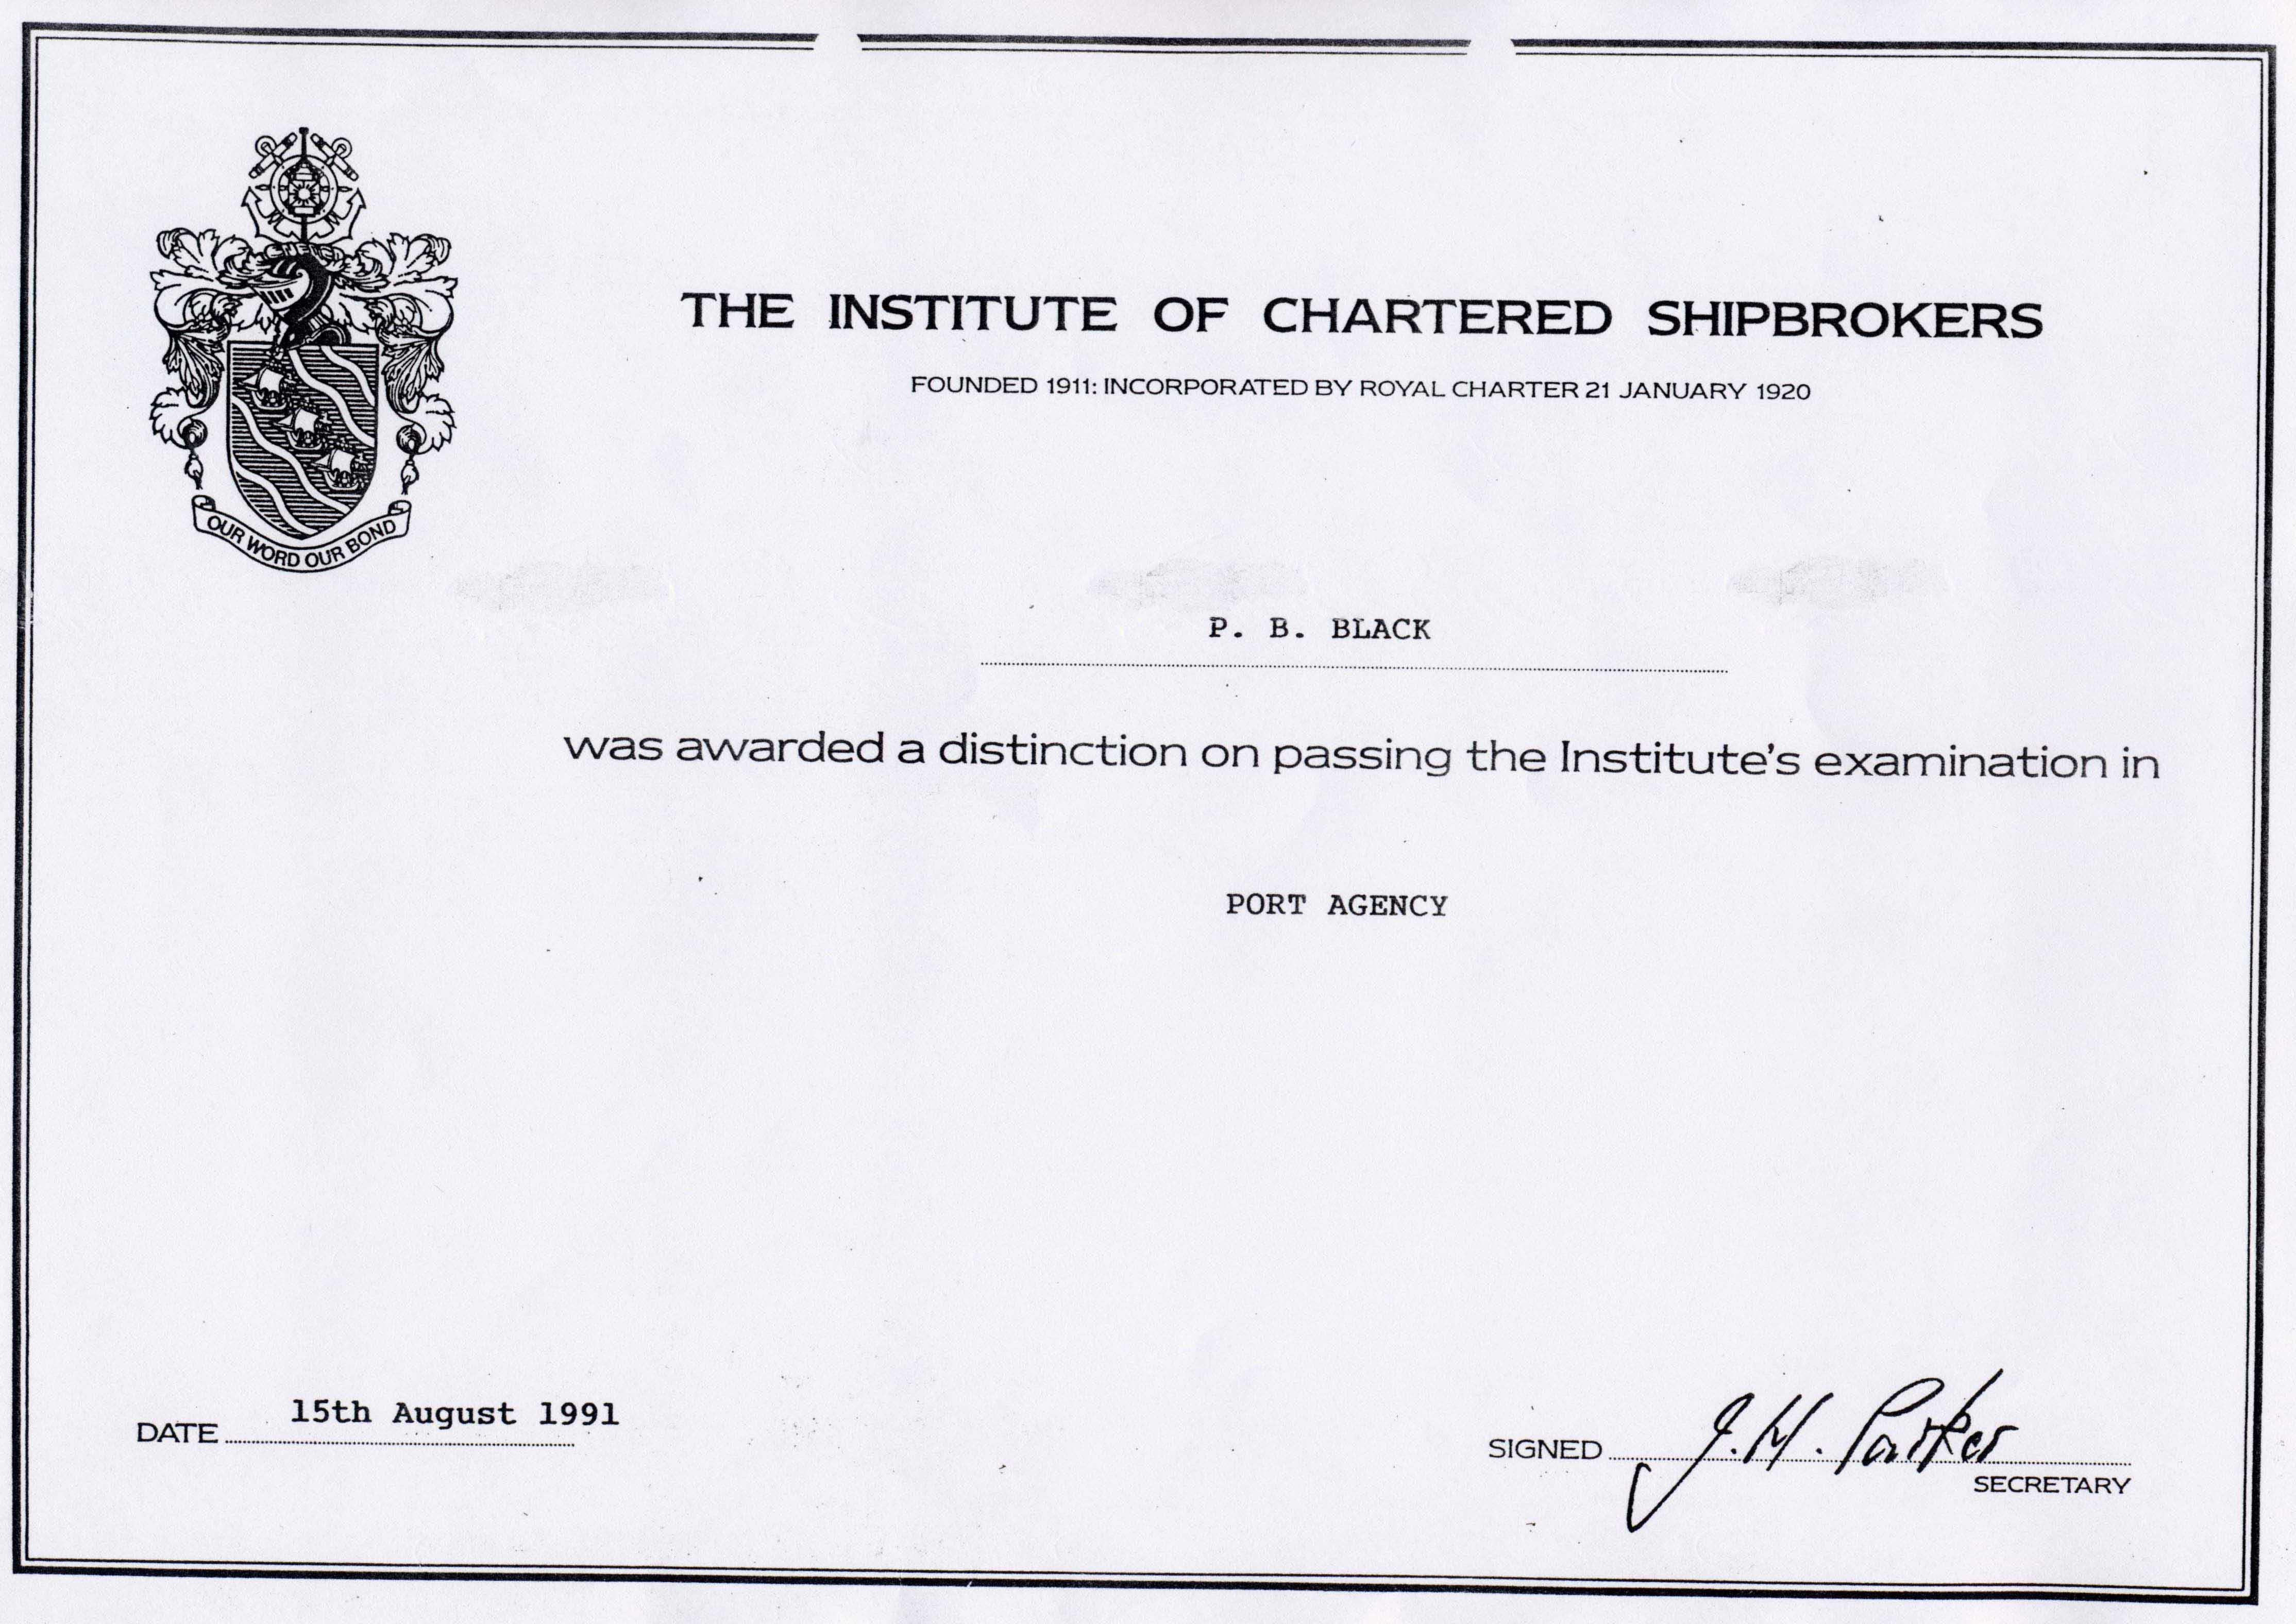 THE INSTITUTE OF CHARTERED SHIPBROKERS
FOUNDED 1911: INCORPORATED BY ROYAL CHARTER 21 JANUARY 1920
OUR WORD OUR BOND
P. B. BLACK
was awarded a distinction on passing the Institute's examination in
PORT AGENCY
DATE 15th August 1991
SIGNED J. H. Parker
SECRETARY